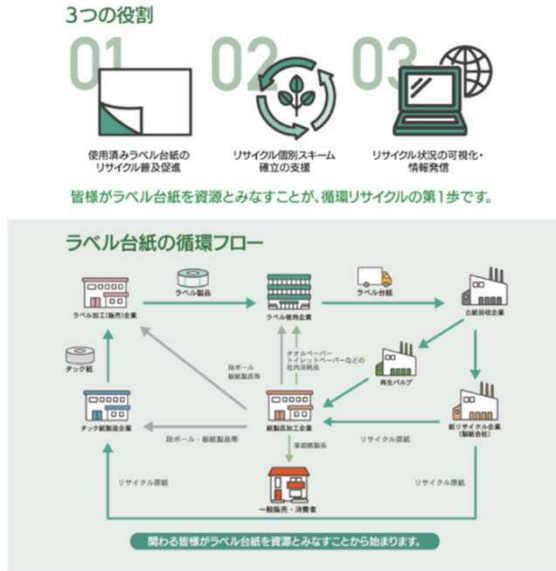 3つの役割
01
02
03
使用済みラベル台紙の
リサイクル普及促進
リサイクル個別スキーム
確立の支援
リサイクル状況の可視化・
情報発信
皆様がラベル台紙を資源とみなすことが、循環リサイクルの第1歩です。
ラベル台紙の循環フロー
ラベル製品
ラベル台紙
ラベル加工(販売)企業
ラベル使用企業
古紙回収企業
タック紙
段ボール
板紙製品等
タオルペーパー
トイレットペーパーなどの
社内消耗品
再生パルプ
タック紙製造企業
紙製品加工企業
紙リサイクル企業
(製紙会社)
段ボール・板紙製品等
家庭紙製品
リサイクル原紙
リサイクル原紙
リサイクル原紙
一般販売・消費者
関わる皆様がラベル台紙を資源とみなすことから始まります。